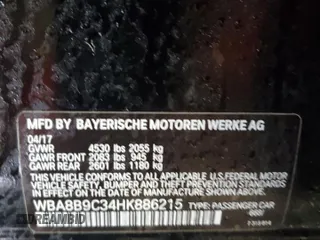 MFD BY BAYERISCHE MOTOREN WERKE AG
04/17
GVWR 4530 lbs 2055 kg
GAWR FRONT 2083 lbs 945 kg
GAWR REAR 2601 lbs 1180 kg
THIS VEHICLE CONFORMS TO ALL APPLICABLE
U.S. FEDERAL MOTOR VEHICLE SAFETY, BUMPER,
AND THEFT PREVENTION STANDARDS IN EFFECT
ON THE DATE OF MANUFACTURE SHOWN ABOVE.
WBA8B9C34HK886215 TYPE: PASSENGER CAR